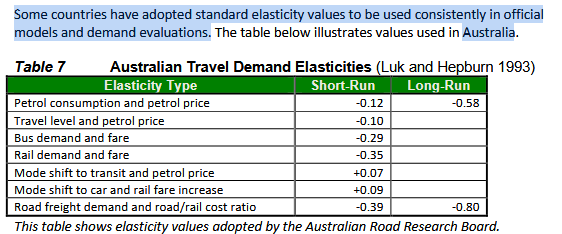 Some countries have adopted standard elasticity values to be used consistently in official
models and demand evaluations. The table below illustrates values used in Australia.
Table 7 Australian Travel Demand Elasticities (Luk and Hepburn 1993)
Elasticity Type Short-Run Long-Run
Petrol consumption and petrol price -0.12 -0.58
Travel level and petrol price -0.10
Bus demand and fare -0.29
Rail demand and fare -0.35
Mode shift to transit and petrol price +0.07
Mode shift to car and rail fare increase +0.09
Road freight demand and road/rail cost ratio -0.39 -0.80
This table shows elasticity values adopted by the Australian Road Research Board.